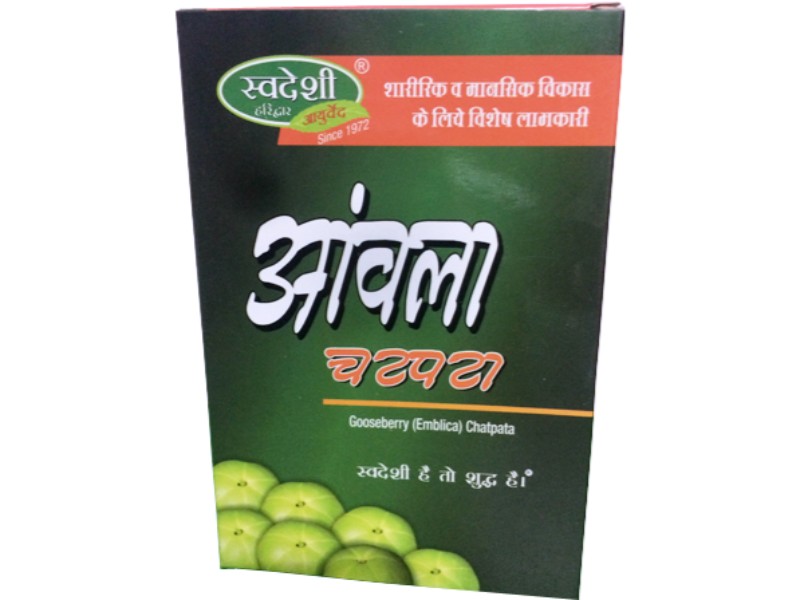 स्वदेशी
®
हरिद्वार
आयुर्वेद
Since 1972
शारीरिक व मानसिक विकास
के लिये विशेष लाभकारी
आंवला
चटपटा
Gooseberry (Emblica) Chatpata
स्वदेशी है तो शुद्ध है।